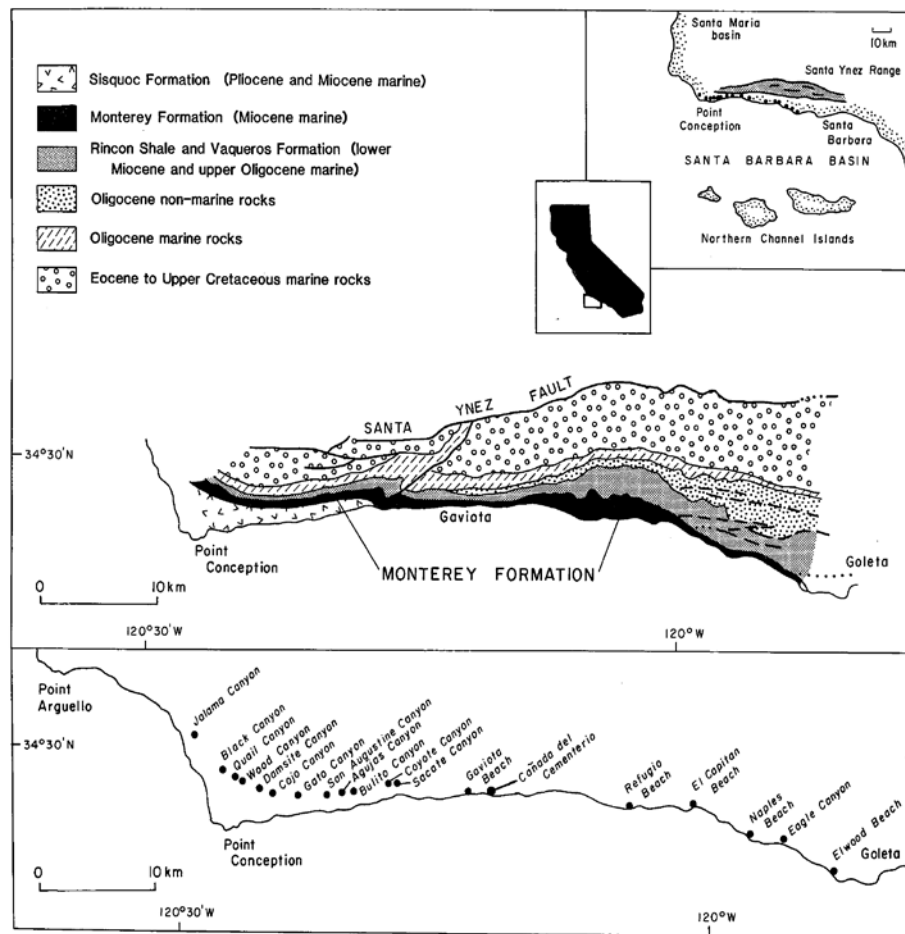 Sisquoc Formation (Pliocene and Miocene marine)
Monterey Formation (Miocene marine)
Rincon Shale and Vaqueros Formation (lower
Miocene and upper Oligocene marine)
Oligocene non-marine rocks
Oligocene marine rocks
Eocene to Upper Cretaceous marine rocks
Santa Maria
basin
10km
Santa Ynez Range
Point
Conception
Santa
Barbara
SANTA BARBARA BASIN
Northern Channel Islands
SANTA YNEZ FAULT
34°30'N
Gaviota
Point
Conception
MONTEREY FORMATION
Goleta
0 10km
120°30'W
120°W
Point
Arguello
34°30'N
Jalama Canyon
Black Canyon
Quail Canyon
Wood Canyon
Damsite Canyon
Cojo Canyon
Gato Canyon
San Augustine Canyon
Agujas Canyon
Bulito Canyon
Coyote Canyon
Sacate Canyon
Gaviota
Beach
Cañada del
Cementerio
Refugio
Beach
El Capitan
Beach
Naples
Beach
Eagle Canyon
Elwood Beach
Goleta
Point
Conception
0 10km
120°30'W
120°W